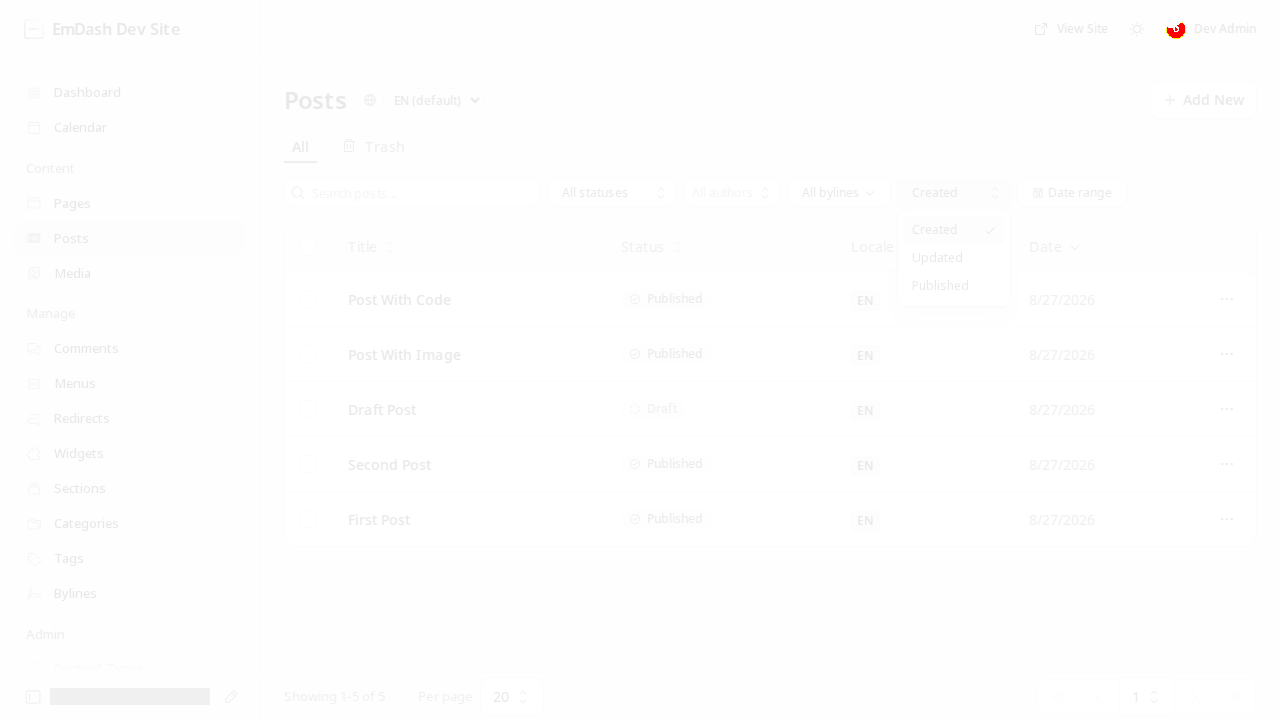 EmDash Dev Site
View Site
Dev Admin
Dashboard
Calendar
Content
Pages
Posts
Media
Manage
Comments
Menus
Redirects
Widgets
Sections
Categories
Tags
Bylines
Admin
Posts
EN (default)
Add New
All
Trash
Search posts...
All statuses
All authors
All bylines
Created
Date range
Created
Updated
Published
Title
Status
Locale
Date
Post With Code
Published
EN
8/27/2026
Post With Image
Published
EN
8/27/2026
Draft Post
Draft
EN
8/27/2026
Second Post
Published
EN
8/27/2026
First Post
Published
EN
8/27/2026
Showing 1-5 of 5
Per page
20
1